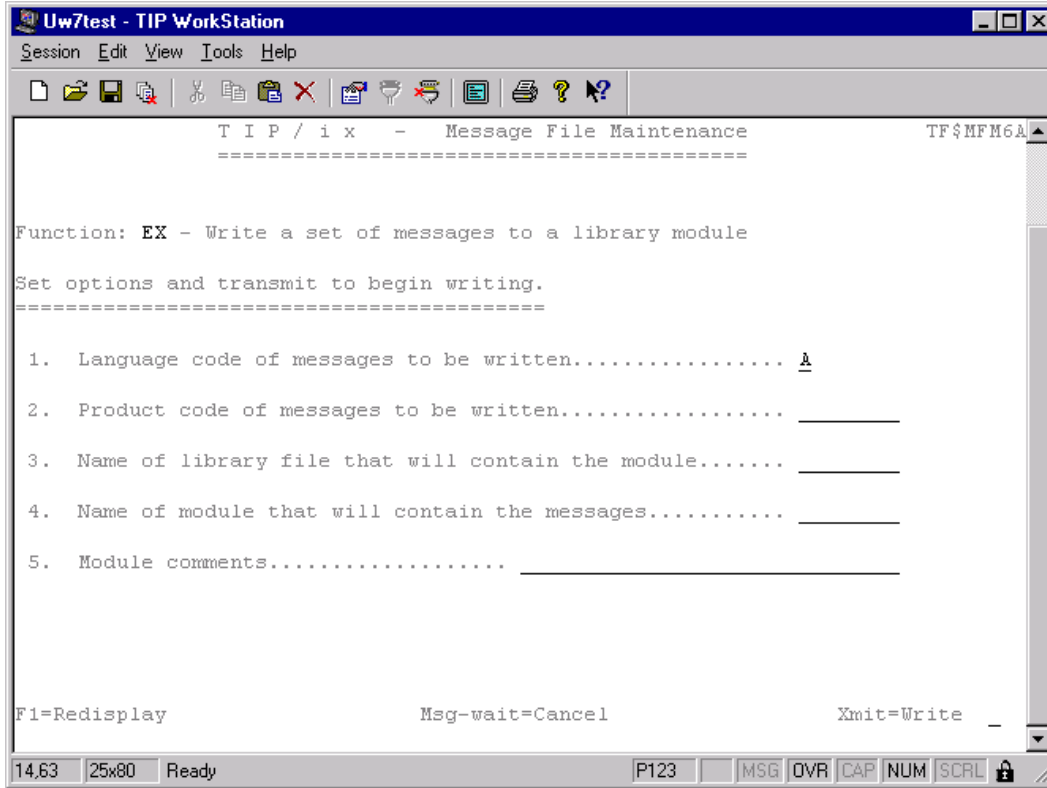 Uw7test - TIP WorkStation
Session Edit View Tools Help
T I P / i x - Message File Maintenance TF$MFM6A
==========================================
Function: EX - Write a set of messages to a library module
Set options and transmit to begin writing.
==========================================
1. Language code of messages to be written................. A
2. Product code of messages to be written.................. ________
3. Name of library file that will contain the module....... ________
4. Name of module that will contain the messages........... ________
5. Module comments................... ______________________________
F1=Redisplay Msg-wait=Cancel Xmit=Write _
14,63 25x80 Ready P123 MSG OVR CAP NUM SCRL